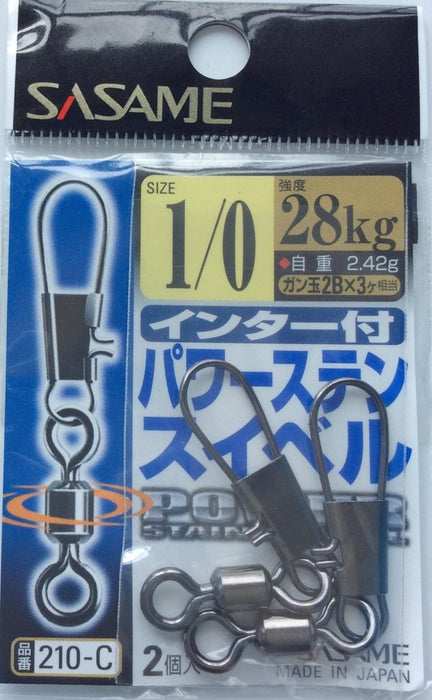 SASAME
SIZE
1/0
強度
28kg
◆自重 2.42g
ガン玉2B×3ヶ相当
インター付
パワーステン
スイベル
POWER
品番
210-C
2個入
SASAME
MADE IN JAPAN